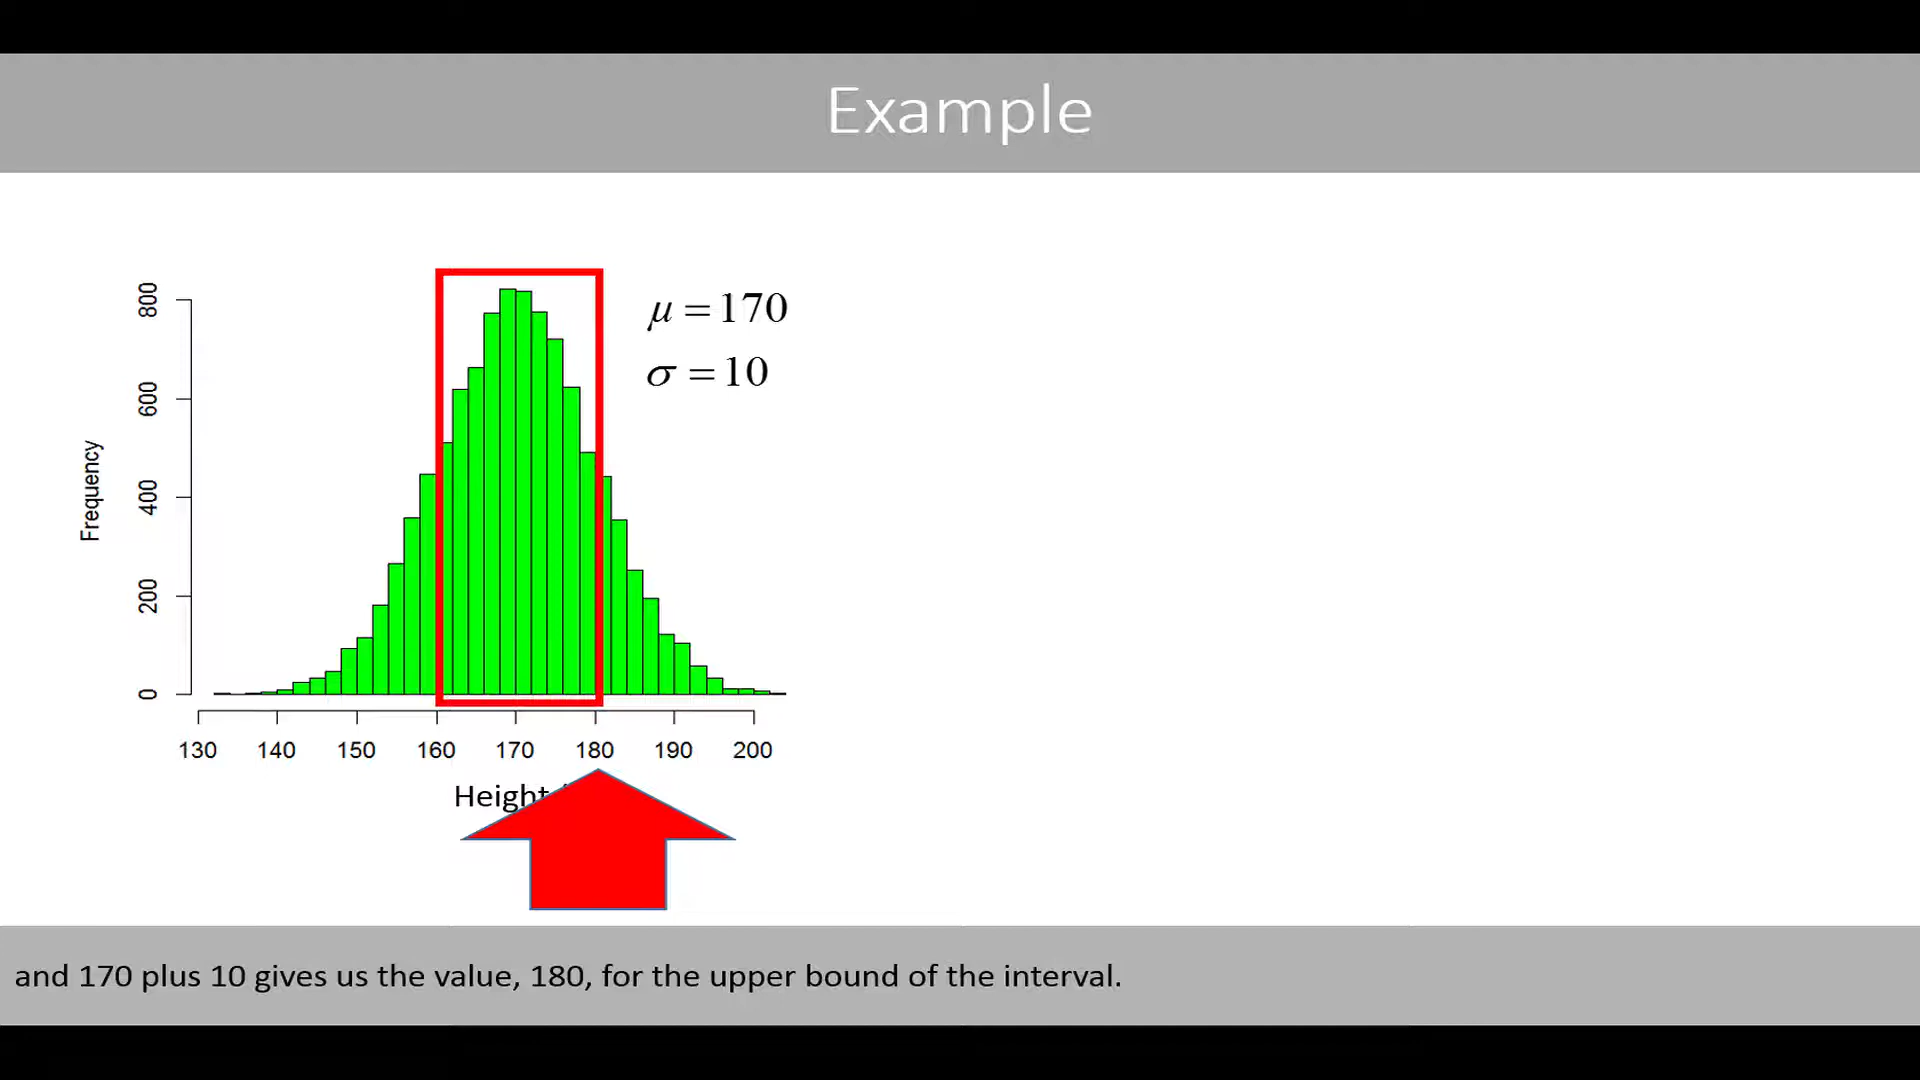 Example
μ = 170
σ = 10
800
600
400
200
0
Frequency
130 140 150 160 170 180 190 200
Height
and 170 plus 10 gives us the value, 180, for the upper bound of the interval.